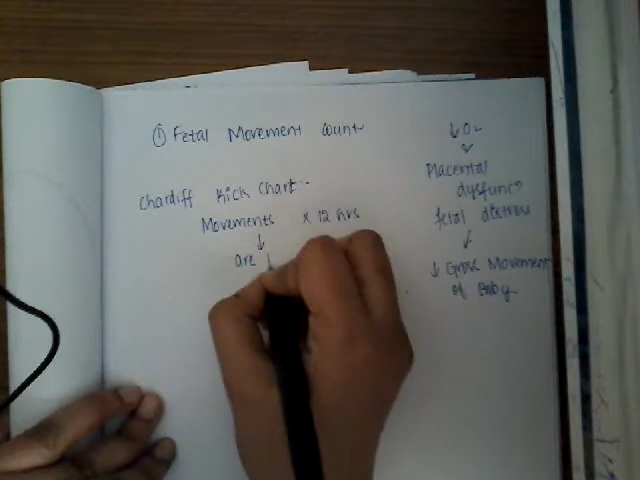 ① Fetal Movement Count
Chardiff Kick Chart.
Movements x 12 hrs
↓
are
↓ O₂
↓
Placental
dysfunc?
fetal distress
↓
↓ Gross Movement
of Baby